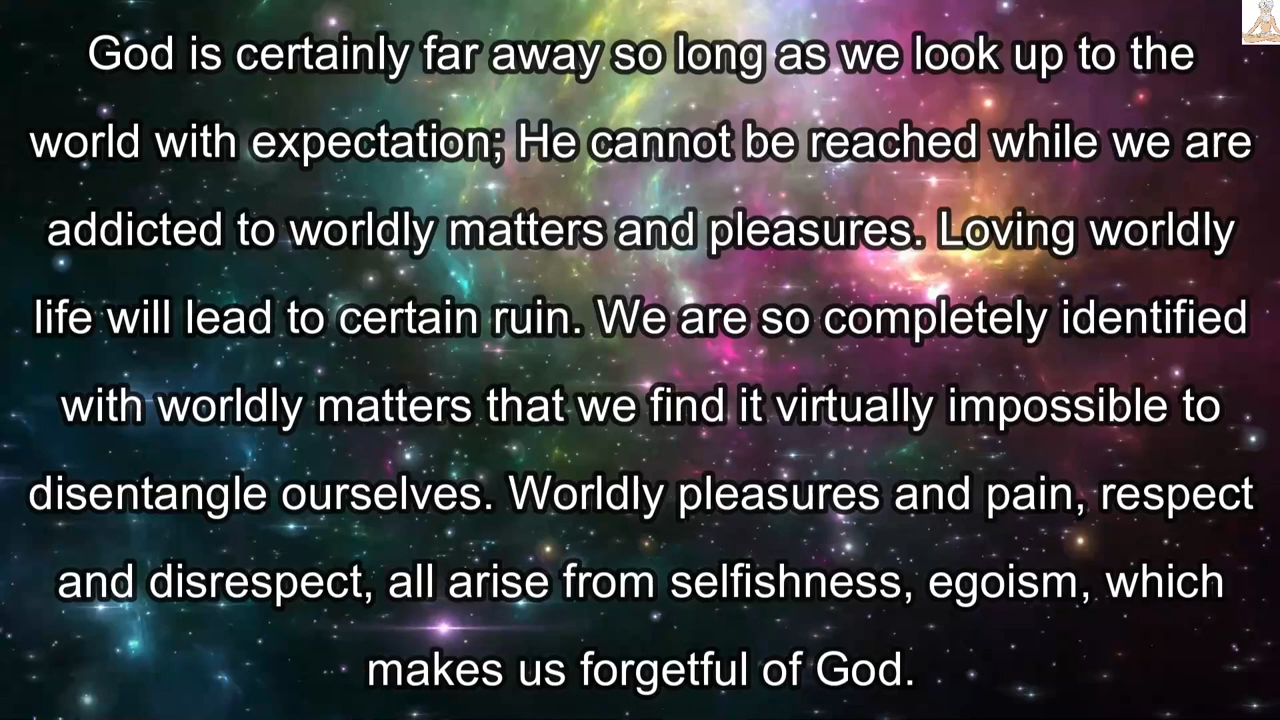 God is certainly far away so long as we look up to the
world with expectation; He cannot be reached while we are
addicted to worldly matters and pleasures. Loving worldly
life will lead to certain ruin. We are so completely identified
with worldly matters that we find it virtually impossible to
disentangle ourselves. Worldly pleasures and pain, respect
and disrespect, all arise from selfishness, egoism, which
makes us forgetful of God.